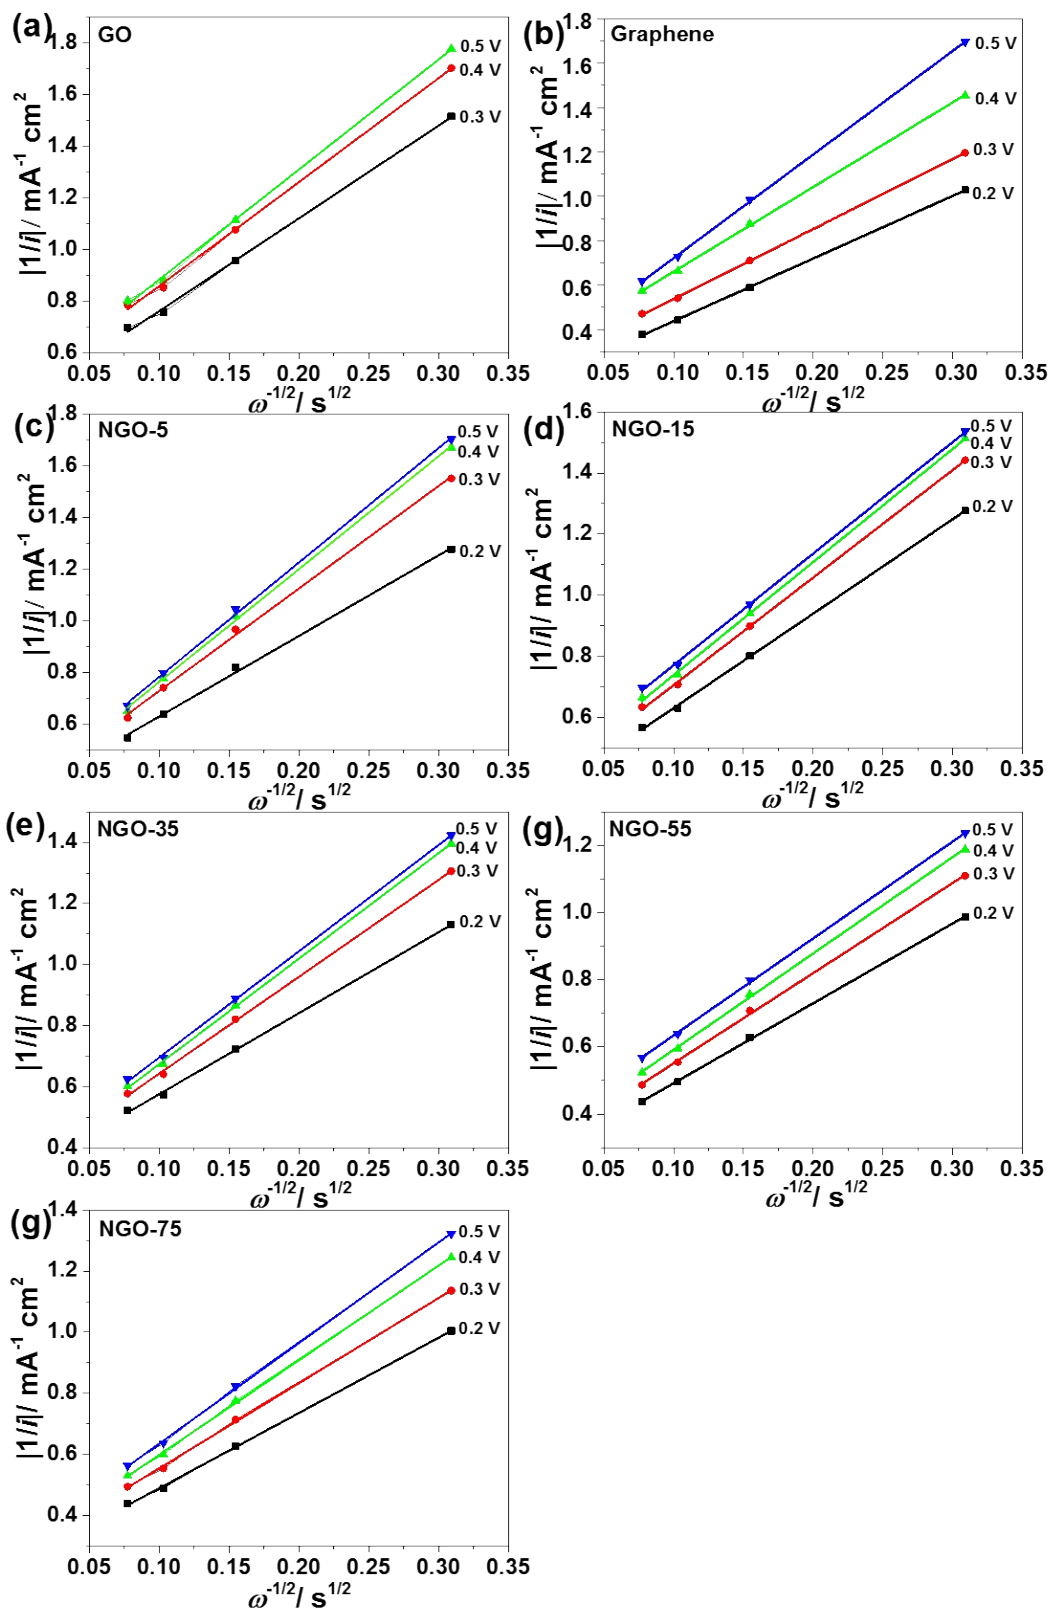 (a)
GO
|1/i|/ mA⁻¹ cm²
1.8
1.6
1.4
1.2
1.0
0.8
0.6
0.5 V
0.4 V
0.3 V
0.05 0.10 0.15 0.20 0.25 0.30 0.35
ω⁻¹/²/ s¹/²
(b)
Graphene
|1/i|/ mA⁻¹ cm²
1.8
1.6
1.4
1.2
1.0
0.8
0.6
0.4
0.5 V
0.4 V
0.3 V
0.2 V
0.05 0.10 0.15 0.20 0.25 0.30 0.35
ω⁻¹/²/ s¹/²
(c)
NGO-5
|1/i|/ mA⁻¹ cm²
1.8
1.6
1.4
1.2
1.0
0.8
0.6
0.5 V
0.4 V
0.3 V
0.2 V
0.05 0.10 0.15 0.20 0.25 0.30 0.35
ω⁻¹/²/ s¹/²
(d)
NGO-15
|1/i|/ mA⁻¹ cm²
1.6
1.4
1.2
1.0
0.8
0.6
0.5 V
0.4 V
0.3 V
0.2 V
0.05 0.10 0.15 0.20 0.25 0.30 0.35
ω⁻¹/²/ s¹/²
(e)
NGO-35
|1/i|/ mA⁻¹ cm²
1.4
1.2
1.0
0.8
0.6
0.4
0.5 V
0.4 V
0.3 V
0.2 V
0.05 0.10 0.15 0.20 0.25 0.30 0.35
ω⁻¹/²/ s¹/²
(g)
NGO-55
|1/i|/ mA⁻¹ cm²
1.2
1.0
0.8
0.6
0.4
0.5 V
0.4 V
0.3 V
0.2 V
0.05 0.10 0.15 0.20 0.25 0.30 0.35
ω⁻¹/²/ s¹/²
(g)
NGO-75
|1/i|/ mA⁻¹ cm²
1.4
1.2
1.0
0.8
0.6
0.4
0.5 V
0.4 V
0.3 V
0.2 V
0.05 0.10 0.15 0.20 0.25 0.30 0.35
ω⁻¹/²/ s¹/²